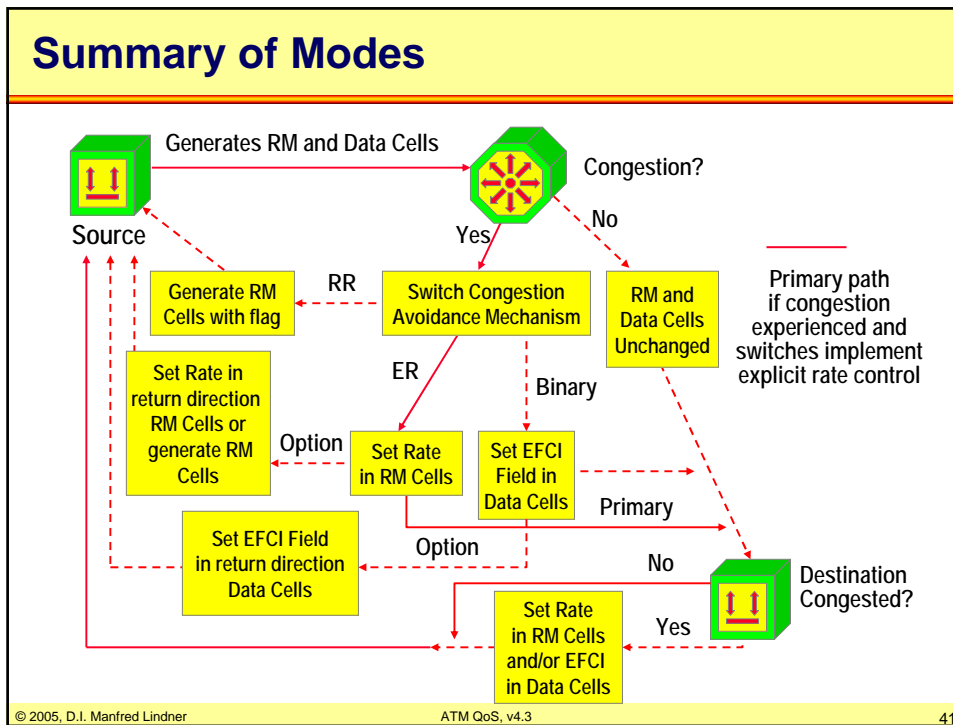 Summary of Modes
Generates RM and Data Cells
Congestion?
Source
Yes
No
Generate RM
Cells with flag
RR
Switch Congestion
Avoidance Mechanism
RM and
Data Cells
Unchanged
Primary path
if congestion
experienced and
switches implement
explicit rate control
Set Rate in
return direction
RM Cells or
generate RM
Cells
ER
Binary
Option
Set Rate
in RM Cells
Set EFCI
Field in
Data Cells
Primary
Set EFCI Field
in return direction
Data Cells
Option
No
Destination
Congested?
Set Rate
in RM Cells
and/or EFCI
in Data Cells
Yes
© 2005, D.I. Manfred Lindner
ATM QoS, v4.3
41